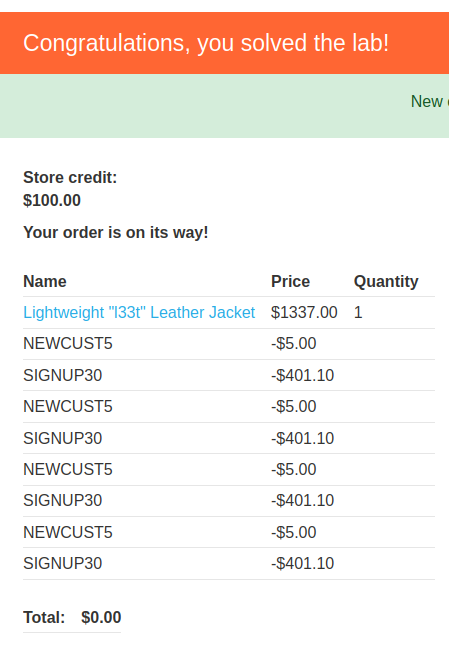 Congratulations, you solved the lab!
New
Store credit:
$100.00
Your order is on its way!
Name Price Quantity
Lightweight "l33t" Leather Jacket $1337.00 1
NEWCUST5 -$5.00
SIGNUP30 -$401.10
NEWCUST5 -$5.00
SIGNUP30 -$401.10
NEWCUST5 -$5.00
SIGNUP30 -$401.10
NEWCUST5 -$5.00
SIGNUP30 -$401.10
Total: $0.00